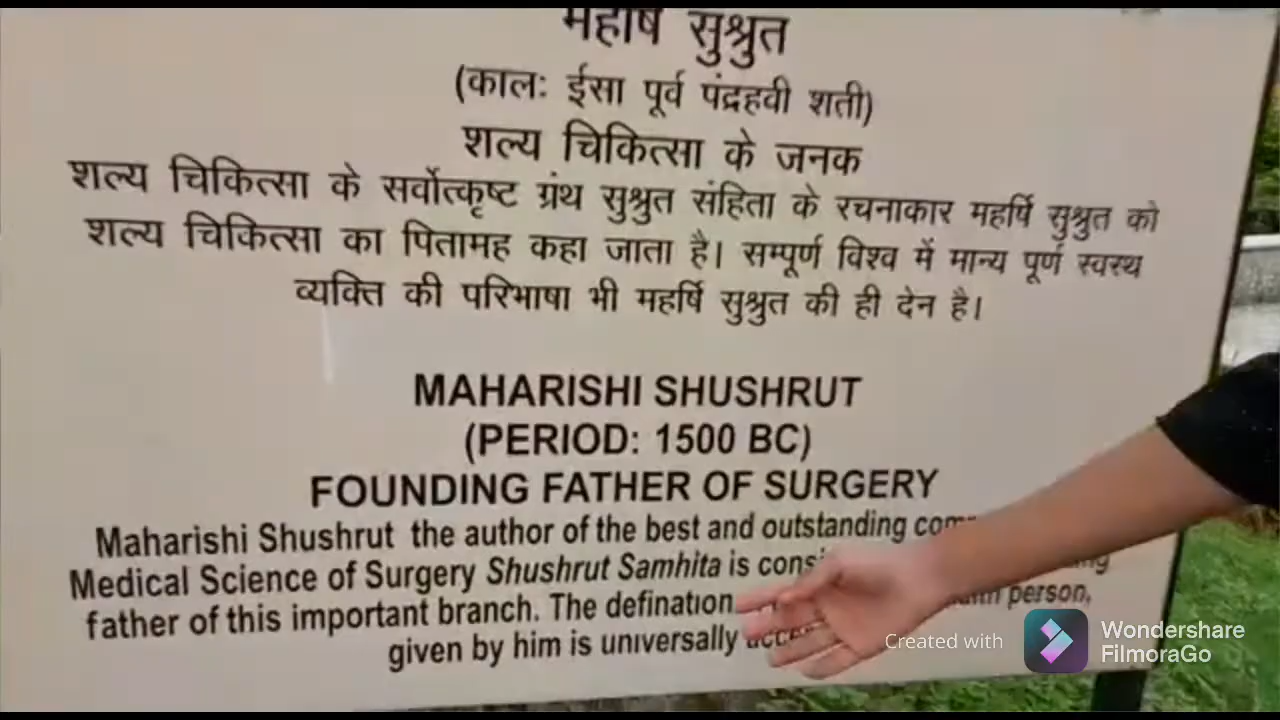 महर्षि सुश्रुत
(कालः ईसा पूर्व पंद्रहवी शती)
शल्य चिकित्सा के जनक
शल्य चिकित्सा के सर्वोत्कृष्ट ग्रंथ सुश्रुत संहिता के रचनाकार महर्षि सुश्रुत को
शल्य चिकित्सा का पितामह कहा जाता है। सम्पूर्ण विश्व में मान्य पूर्ण स्वस्थ
व्यक्ति की परिभाषा भी महर्षि सुश्रुत की ही देन है।
MAHARISHI SHUSHRUT
(PERIOD: 1500 BC)
FOUNDING FATHER OF SURGERY
Maharishi Shushrut the author of the best and outstanding
Medical Science of Surgery Shushrut Samhita is
father of this important branch. The defination person,
given by him is universally
Created with
Wondershare
FilmoraGo